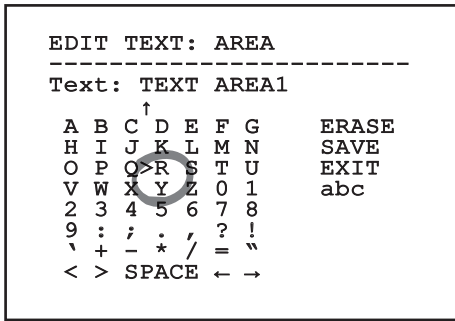 EDIT TEXT: AREA
------------------------
Text: TEXT AREA1
↑
A B C D E F G ERASE
H I J K L M N SAVE
O P Q>R S T U EXIT
V W X Y Z 0 1 abc
2 3 4 5 6 7 8
9 : ; . , ? !
‵ + − * / = ‶
< > SPACE ← →